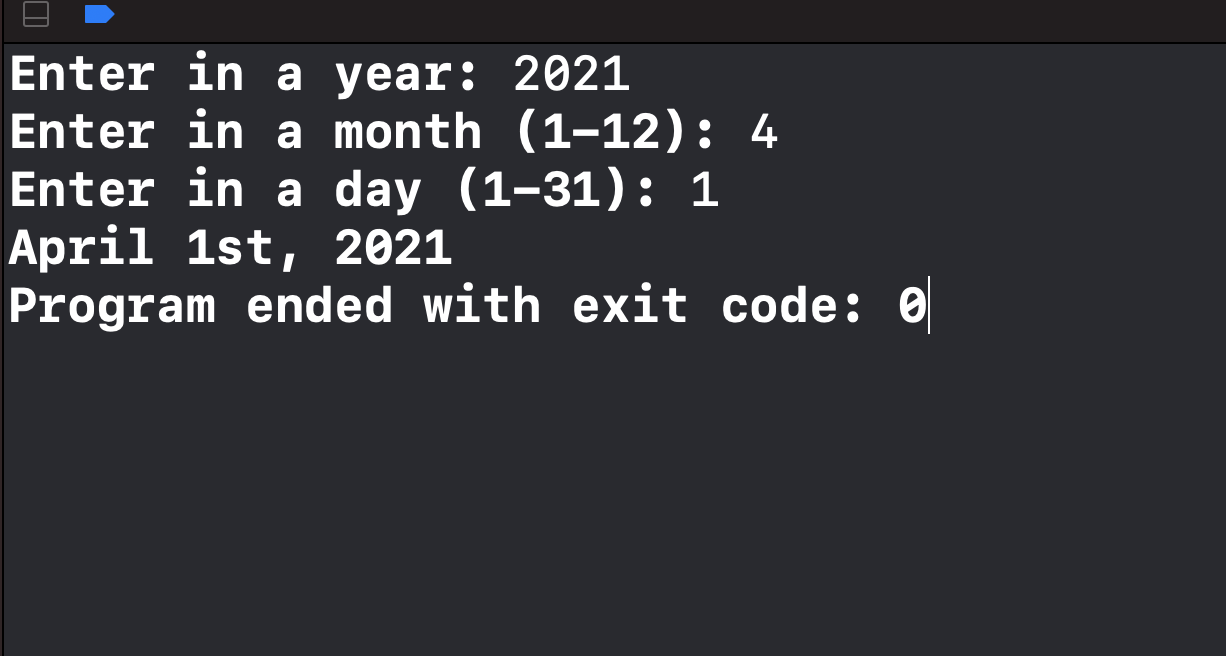 Enter in a year: 2021
Enter in a month (1-12): 4
Enter in a day (1-31): 1
April 1st, 2021
Program ended with exit code: 0